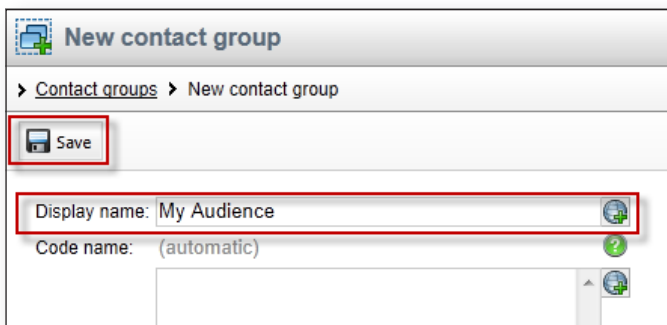 New contact group
Contact groups > New contact group
Save
Display name: My Audience
Code name: (automatic)